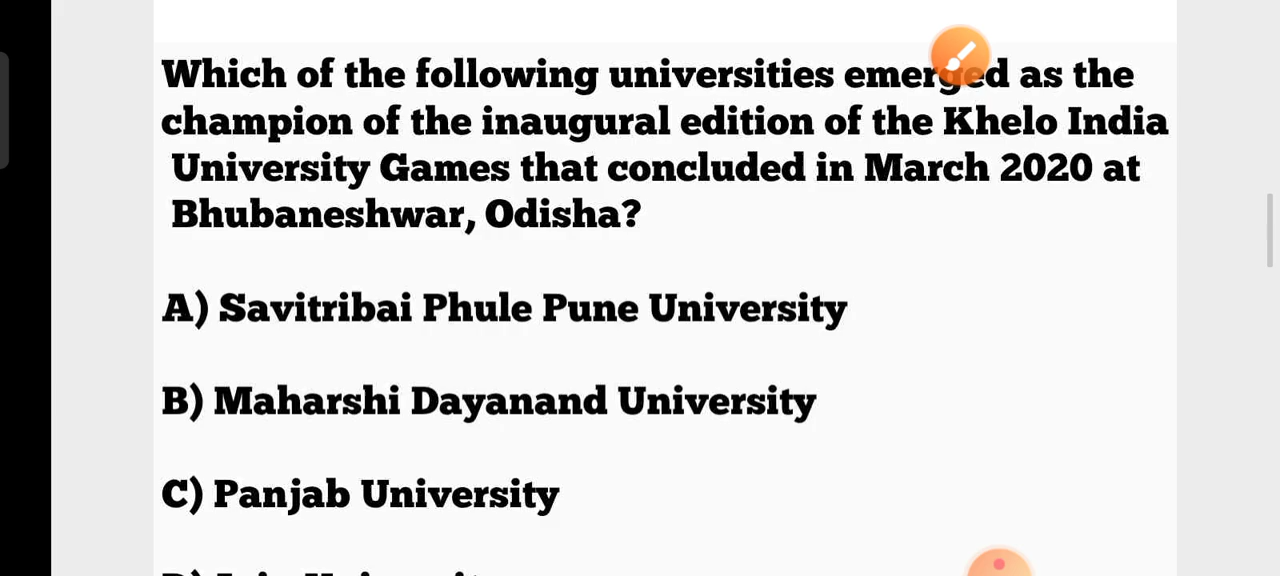 Which of the following universities emerged as the
champion of the inaugural edition of the Khelo India
University Games that concluded in March 2020 at
Bhubaneshwar, Odisha?
A) Savitribai Phule Pune University
B) Maharshi Dayanand University
C) Panjab University